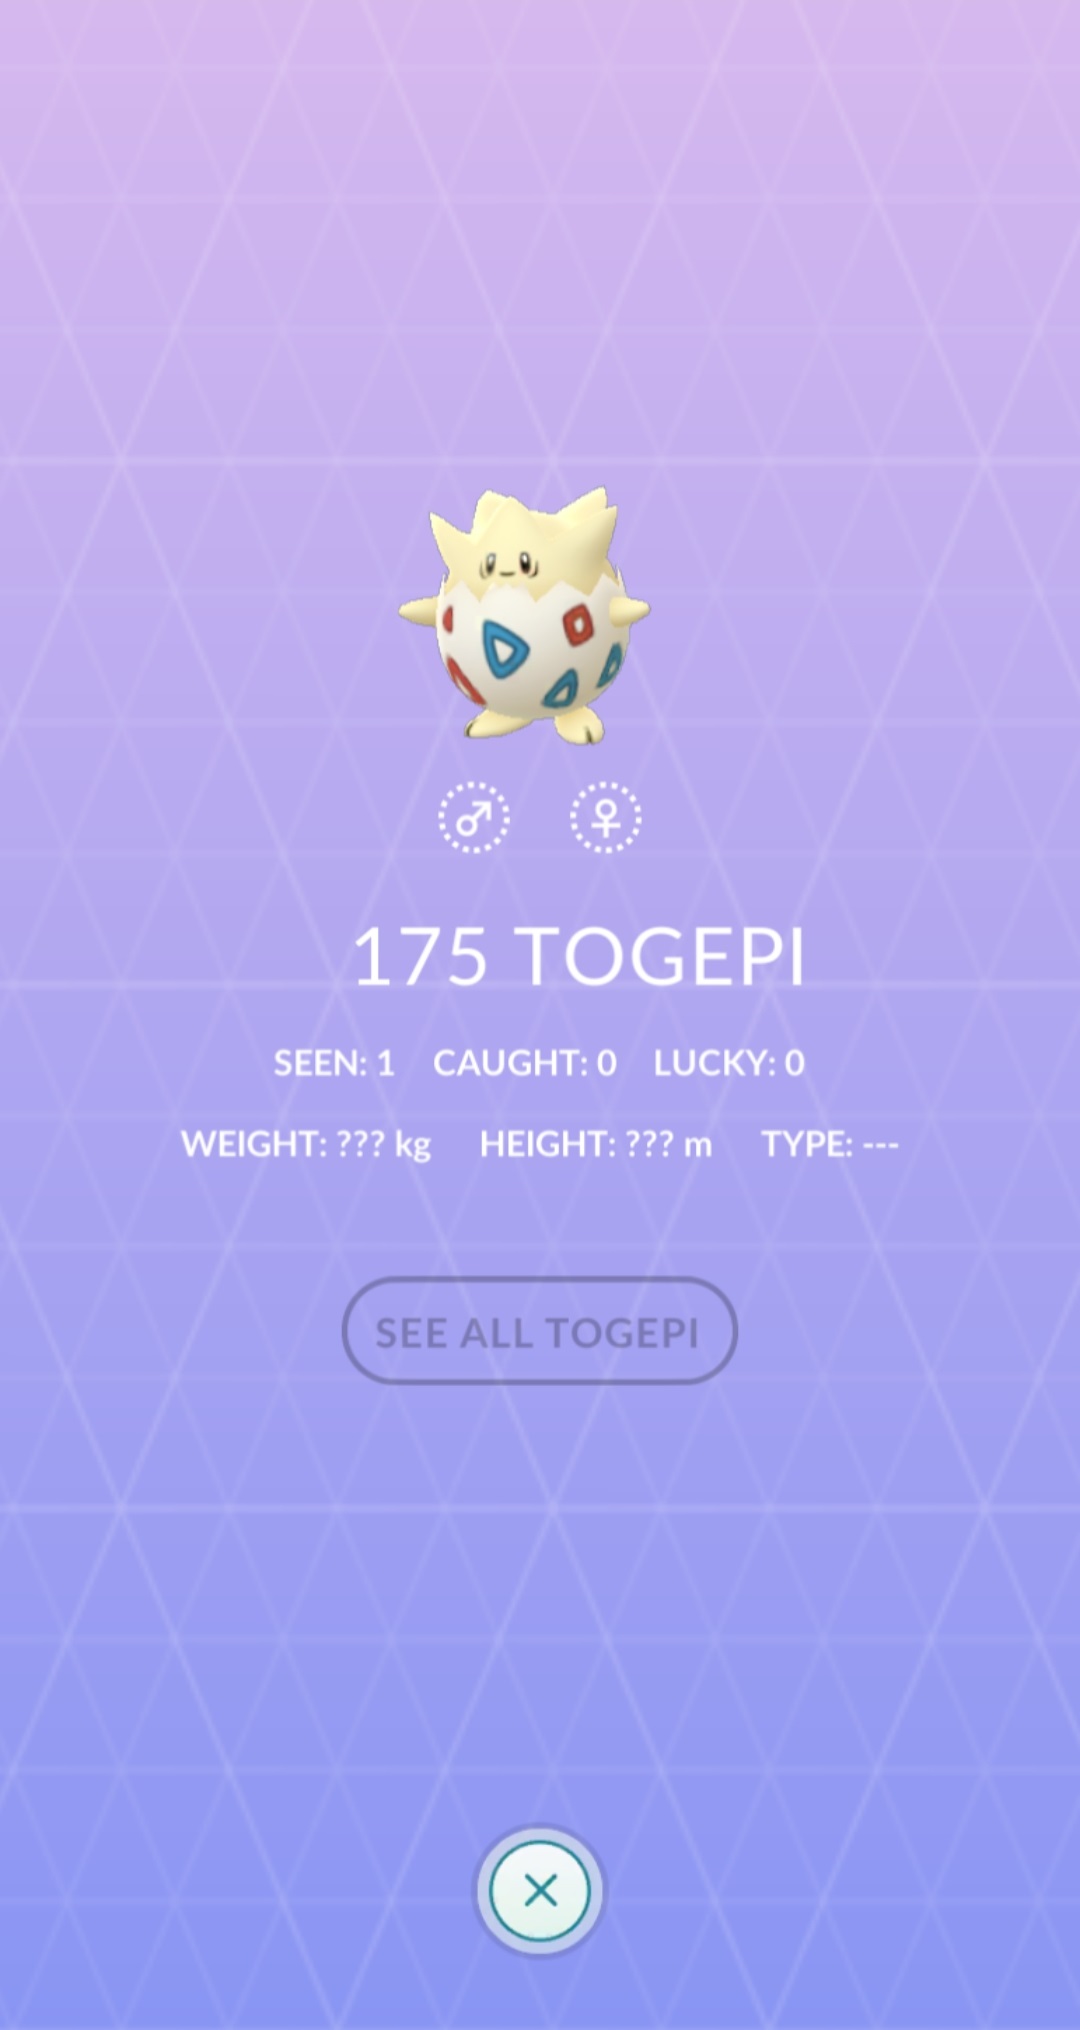 175 TOGEPI
SEEN: 1 CAUGHT: 0 LUCKY: 0
WEIGHT: ??? kg HEIGHT: ??? m TYPE: ---
SEE ALL TOGEPI